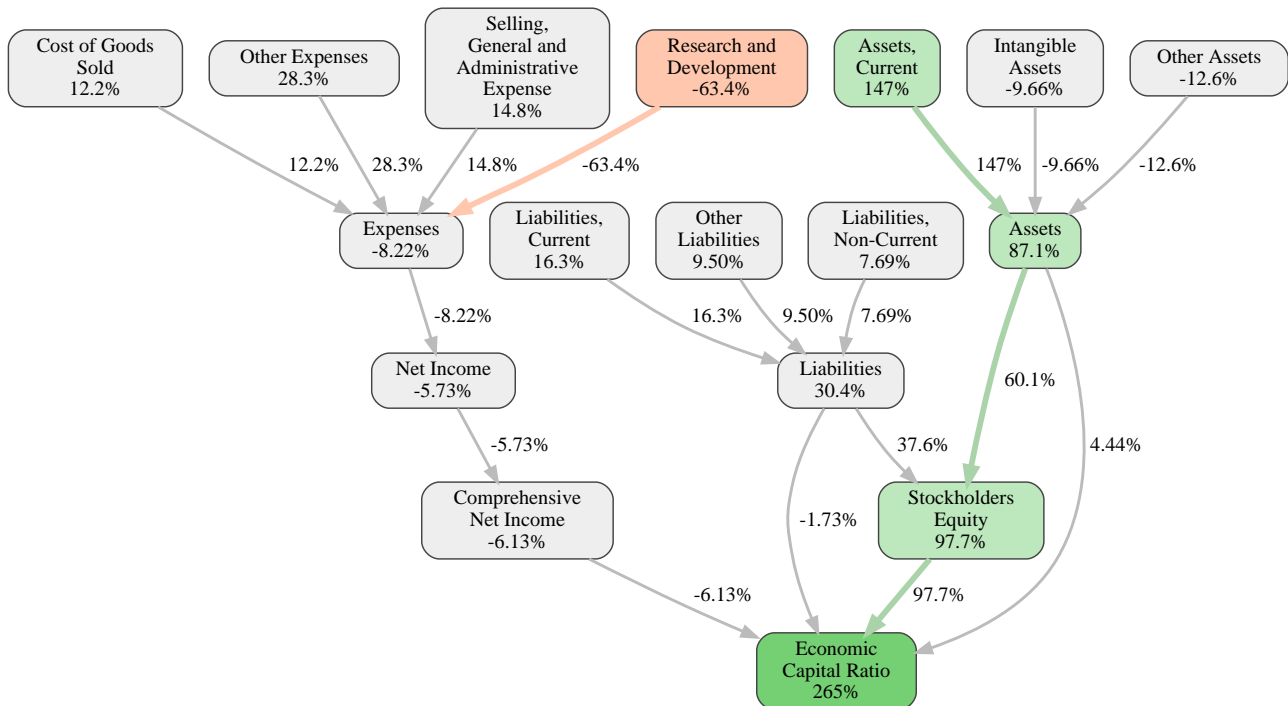 Cost of Goods
Sold
12.2%
Other Expenses
28.3%
Selling,
General and
Administrative
Expense
14.8%
Research and
Development
-63.4%
Assets,
Current
147%
Intangible
Assets
-9.66%
Other Assets
-12.6%
12.2%
28.3%
14.8%
-63.4%
147%
-9.66%
-12.6%
Expenses
-8.22%
Liabilities,
Current
16.3%
Other
Liabilities
9.50%
Liabilities,
Non-Current
7.69%
Assets
87.1%
-8.22%
16.3%
9.50%
7.69%
Net Income
-5.73%
Liabilities
30.4%
60.1%
-5.73%
37.6%
4.44%
Comprehensive
Net Income
-6.13%
-1.73%
Stockholders
Equity
97.7%
-6.13%
97.7%
Economic
Capital Ratio
265%